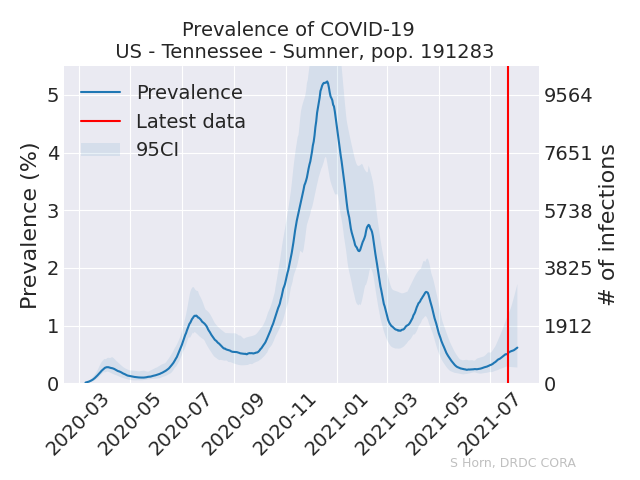 Prevalence of COVID-19
US - Tennessee - Sumner, pop. 191283
Prevalence
Latest data
95CI
Prevalence (%)
5
4
3
2
1
0
9564
7651
5738
3825
1912
0
# of infections
2020-03
2020-05
2020-07
2020-09
2020-11
2021-01
2021-03
2021-05
2021-07
S Horn, DRDC CORA